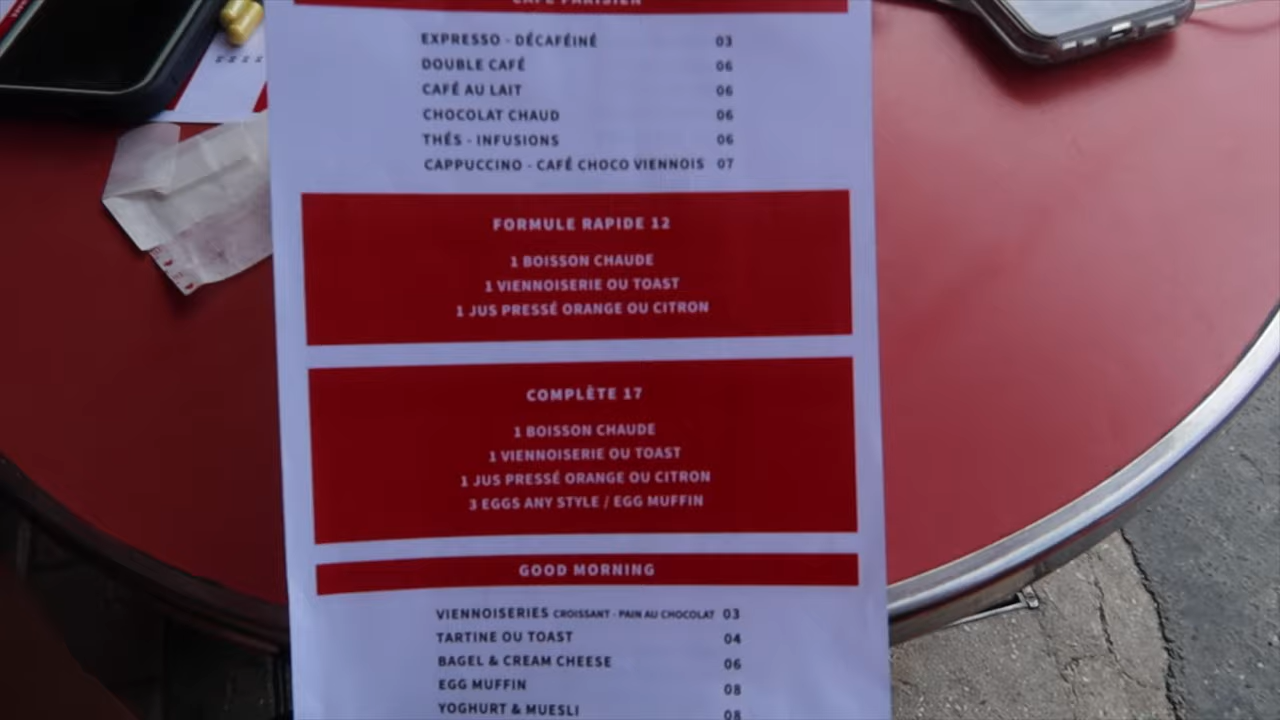 CAFÉ PARISIEN
EXPRESSO - DÉCAFÉINÉ 03
DOUBLE CAFÉ 06
CAFÉ AU LAIT 06
CHOCOLAT CHAUD 06
THÉS - INFUSIONS 06
CAPPUCCINO - CAFÉ CHOCO VIENNOIS 07
FORMULE RAPIDE 12
1 BOISSON CHAUDE
1 VIENNOISERIE OU TOAST
1 JUS PRESSÉ ORANGE OU CITRON
COMPLÈTE 17
1 BOISSON CHAUDE
1 VIENNOISERIE OU TOAST
1 JUS PRESSÉ ORANGE OU CITRON
3 EGGS ANY STYLE / EGG MUFFIN
GOOD MORNING
VIENNOISERIES CROISSANT - PAIN AU CHOCOLAT 03
TARTINE OU TOAST 04
BAGEL & CREAM CHEESE 06
EGG MUFFIN 08
YOGHURT & MUESLI 08